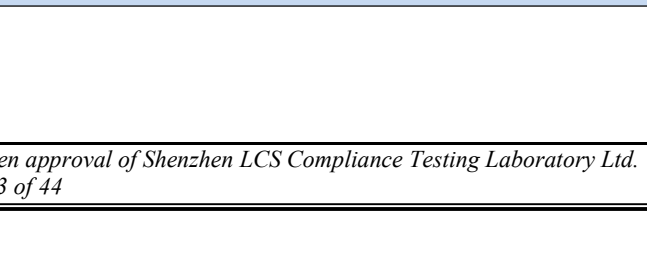 en approval of Shenzhen LCS Compliance Testing Laboratory Ltd.
3 of 44